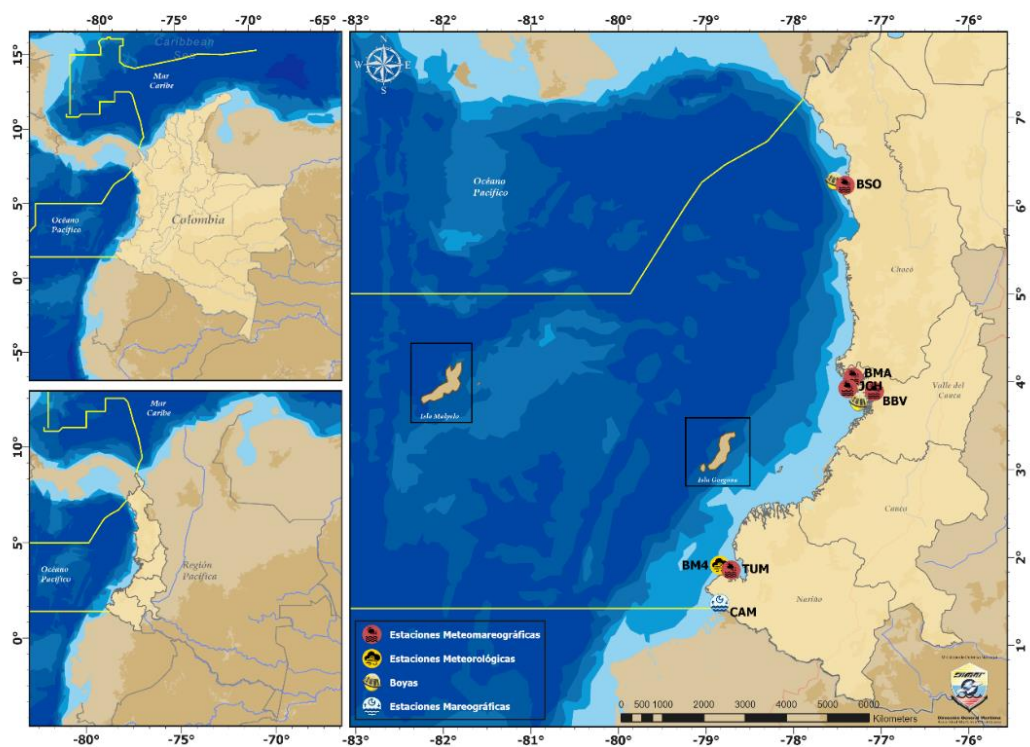 -80° -75° -70° -65°
15°
10°
5°
0°
-5°
Caribbean
Mar
Caribe
Océano
Pacífico
Colombia
10°
5°
0°
Mar
Caribe
Océano
Pacífico
Región
Pacífica
-80° -75° -70° -65°
-83 -82° -81° -80° -79° -78° -77° -76°
N
W E
S
Océano
Pacífico
BSO
Chocó
BMA
JCH
BBV
Valle del
Cauca
Isla Malpelo
Isla Gorgona
Cauca
BM4 TUM
CAM
Nariño
7°
6°
5°
4°
3°
2°
1°
Estaciones Meteomareográficas
Estaciones Meteorológicas
Boyas
Estaciones Mareográficas
0 500 1000 2000 3000 4000 5000 6000
Kilometers
Dirección General Marítima
-83 -82° -81° -80° -79° -78° -77° -76°